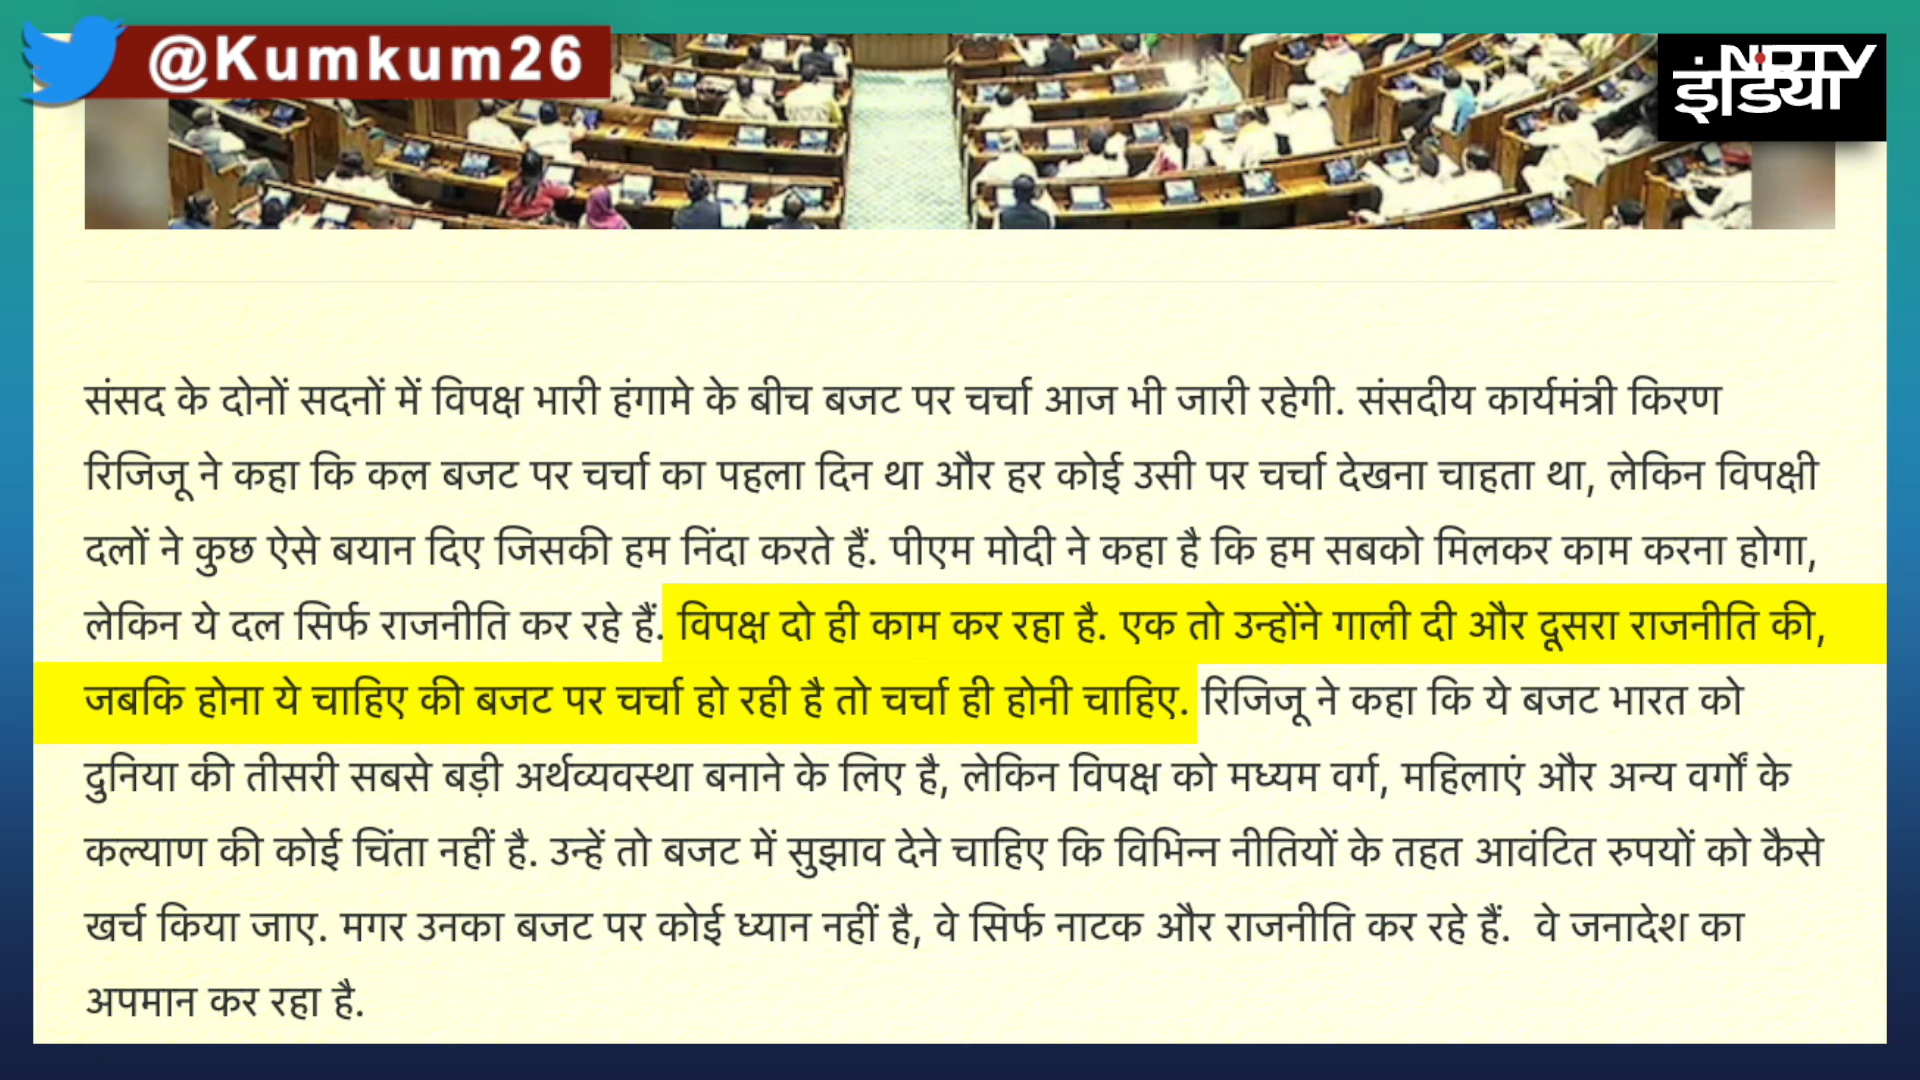 @Kumkum26
NDTV
इंडिया
संसद के दोनों सदनों में विपक्ष भारी हंगामे के बीच बजट पर चर्चा आज भी जारी रहेगी. संसदीय कार्यमंत्री किरण
रिजिजू ने कहा कि कल बजट पर चर्चा का पहला दिन था और हर कोई उसी पर चर्चा देखना चाहता था, लेकिन विपक्षी
दलों ने कुछ ऐसे बयान दिए जिसकी हम निंदा करते हैं. पीएम मोदी ने कहा है कि हम सबको मिलकर काम करना होगा,
लेकिन ये दल सिर्फ राजनीति कर रहे हैं. विपक्ष दो ही काम कर रहा है. एक तो उन्होंने गाली दी और दूसरा राजनीति की,
जबकि होना ये चाहिए की बजट पर चर्चा हो रही है तो चर्चा ही होनी चाहिए. रिजिजू ने कहा कि ये बजट भारत को
दुनिया की तीसरी सबसे बड़ी अर्थव्यवस्था बनाने के लिए है, लेकिन विपक्ष को मध्यम वर्ग, महिलाएं और अन्य वर्गों के
कल्याण की कोई चिंता नहीं है. उन्हें तो बजट में सुझाव देने चाहिए कि विभिन्न नीतियों के तहत आवंटित रुपयों को कैसे
खर्च किया जाए. मगर उनका बजट पर कोई ध्यान नहीं है, वे सिर्फ नाटक और राजनीति कर रहे हैं. वे जनादेश का
अपमान कर रहा है.